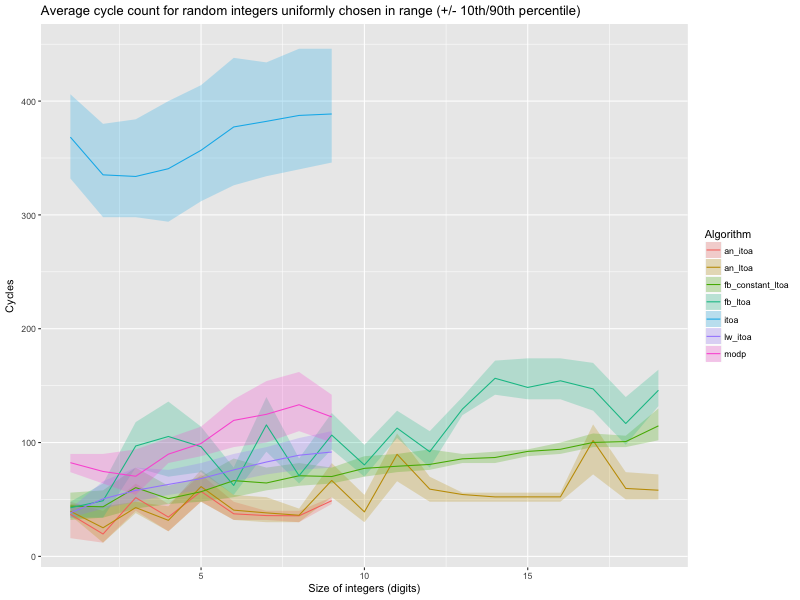 Average cycle count for random integers uniformly chosen in range (+/- 10th/90th percentile)
400
300
200
100
0
Cycles
5
10
15
Size of integers (digits)
Algorithm
an_itoa
an_ltoa
fb_constant_ltoa
fb_ltoa
itoa
lw_itoa
modp